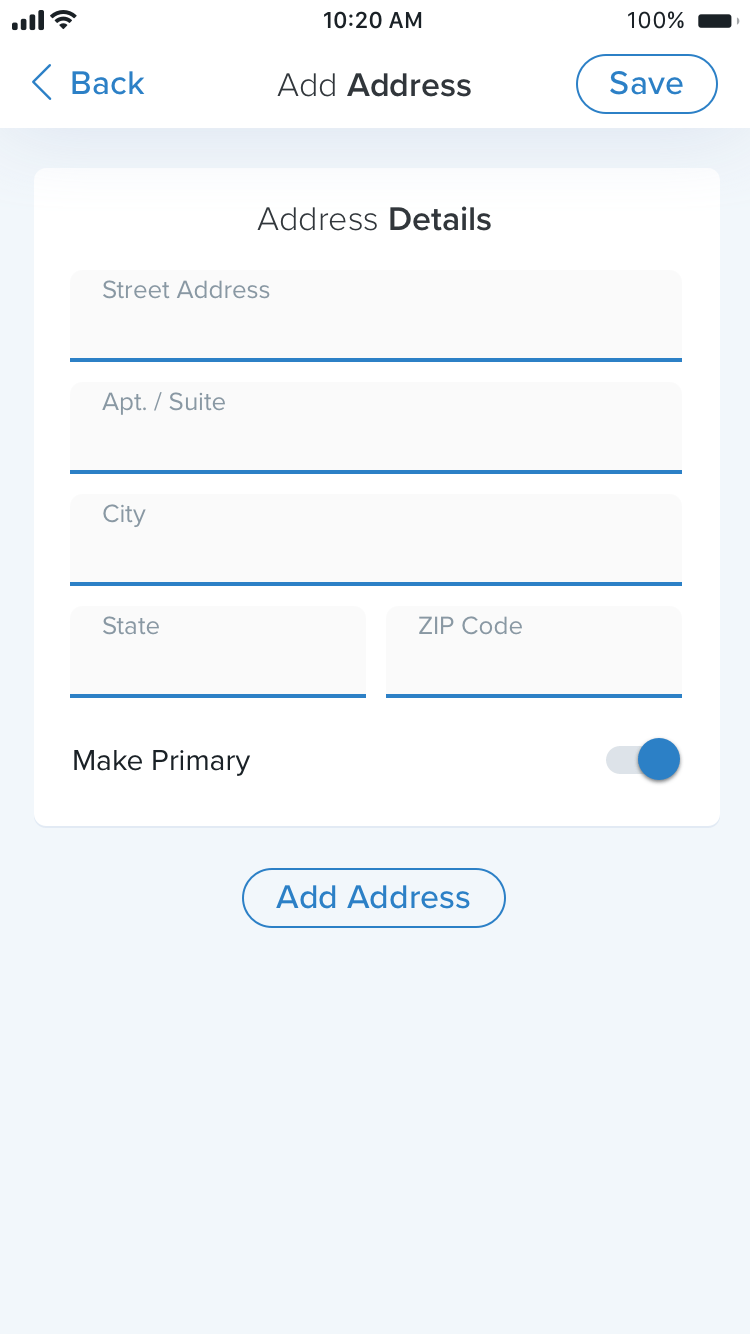 10:20 AM 100%
Back Add Address Save
Address Details
Street Address
Apt. / Suite
City
State ZIP Code
Make Primary
Add Address